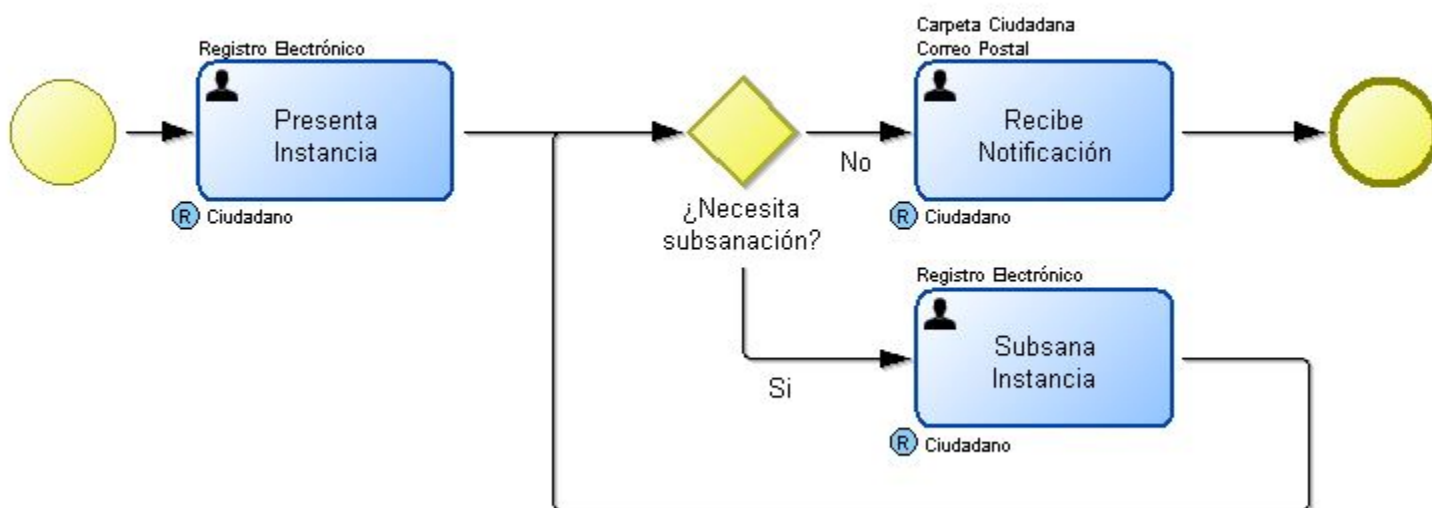 Registro Electrónico
Presenta
Instancia
R Ciudadano
¿Necesita
subsanación?
No
Si
Carpeta Ciudadana
Correo Postal
Recibe
Notificación
R Ciudadano
Registro Electrónico
Subsana
Instancia
R Ciudadano